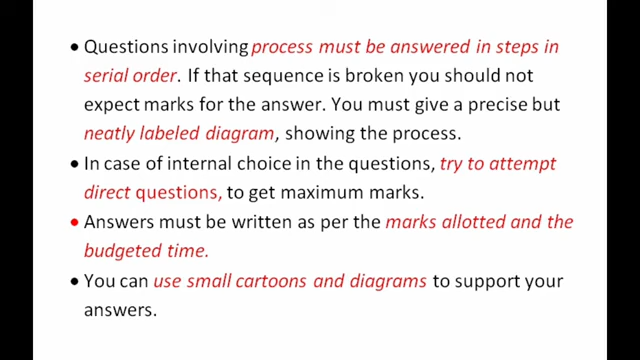 • Questions involving process must be answered in steps in
serial order. If that sequence is broken you should not
expect marks for the answer. You must give a precise but
neatly labeled diagram, showing the process.
• In case of internal choice in the questions, try to attempt
direct questions, to get maximum marks.
• Answers must be written as per the marks allotted and the
budgeted time.
• You can use small cartoons and diagrams to support your
answers.